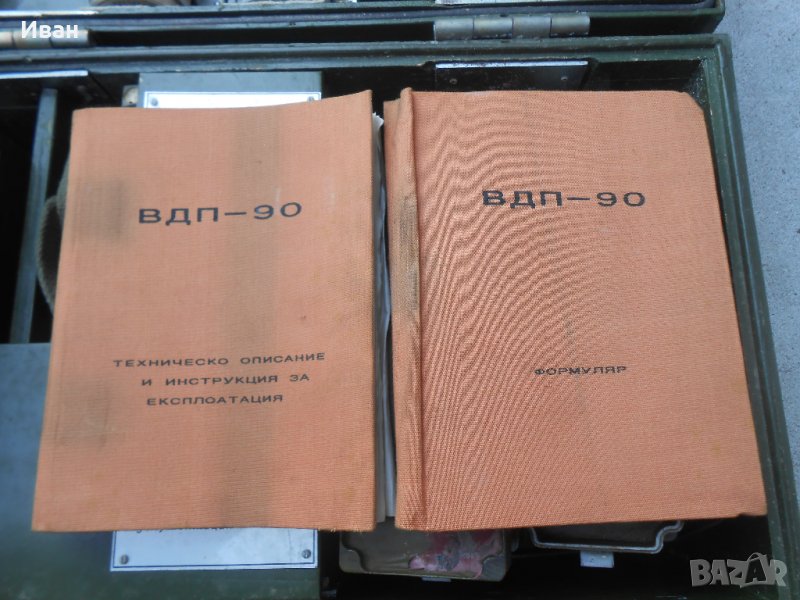 Иван
ВДП-90
ТЕХНИЧЕСКО ОПИСАНИЕ
И ИНСТРУКЦИЯ ЗА
ЕКСПЛОАТАЦИЯ
ВДП-90
ФОРМУЛЯР
BAZAR